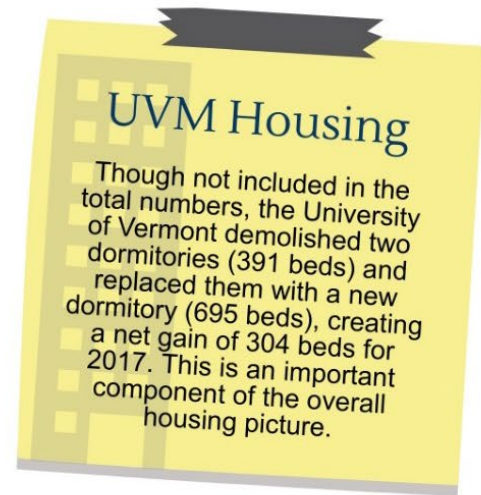 UVM Housing
Though not included in the
total numbers, the University
of Vermont demolished two
dormitories (391 beds) and
replaced them with a new
dormitory (695 beds), creating
a net gain of 304 beds for
2017. This is an important
component of the overall
housing picture.